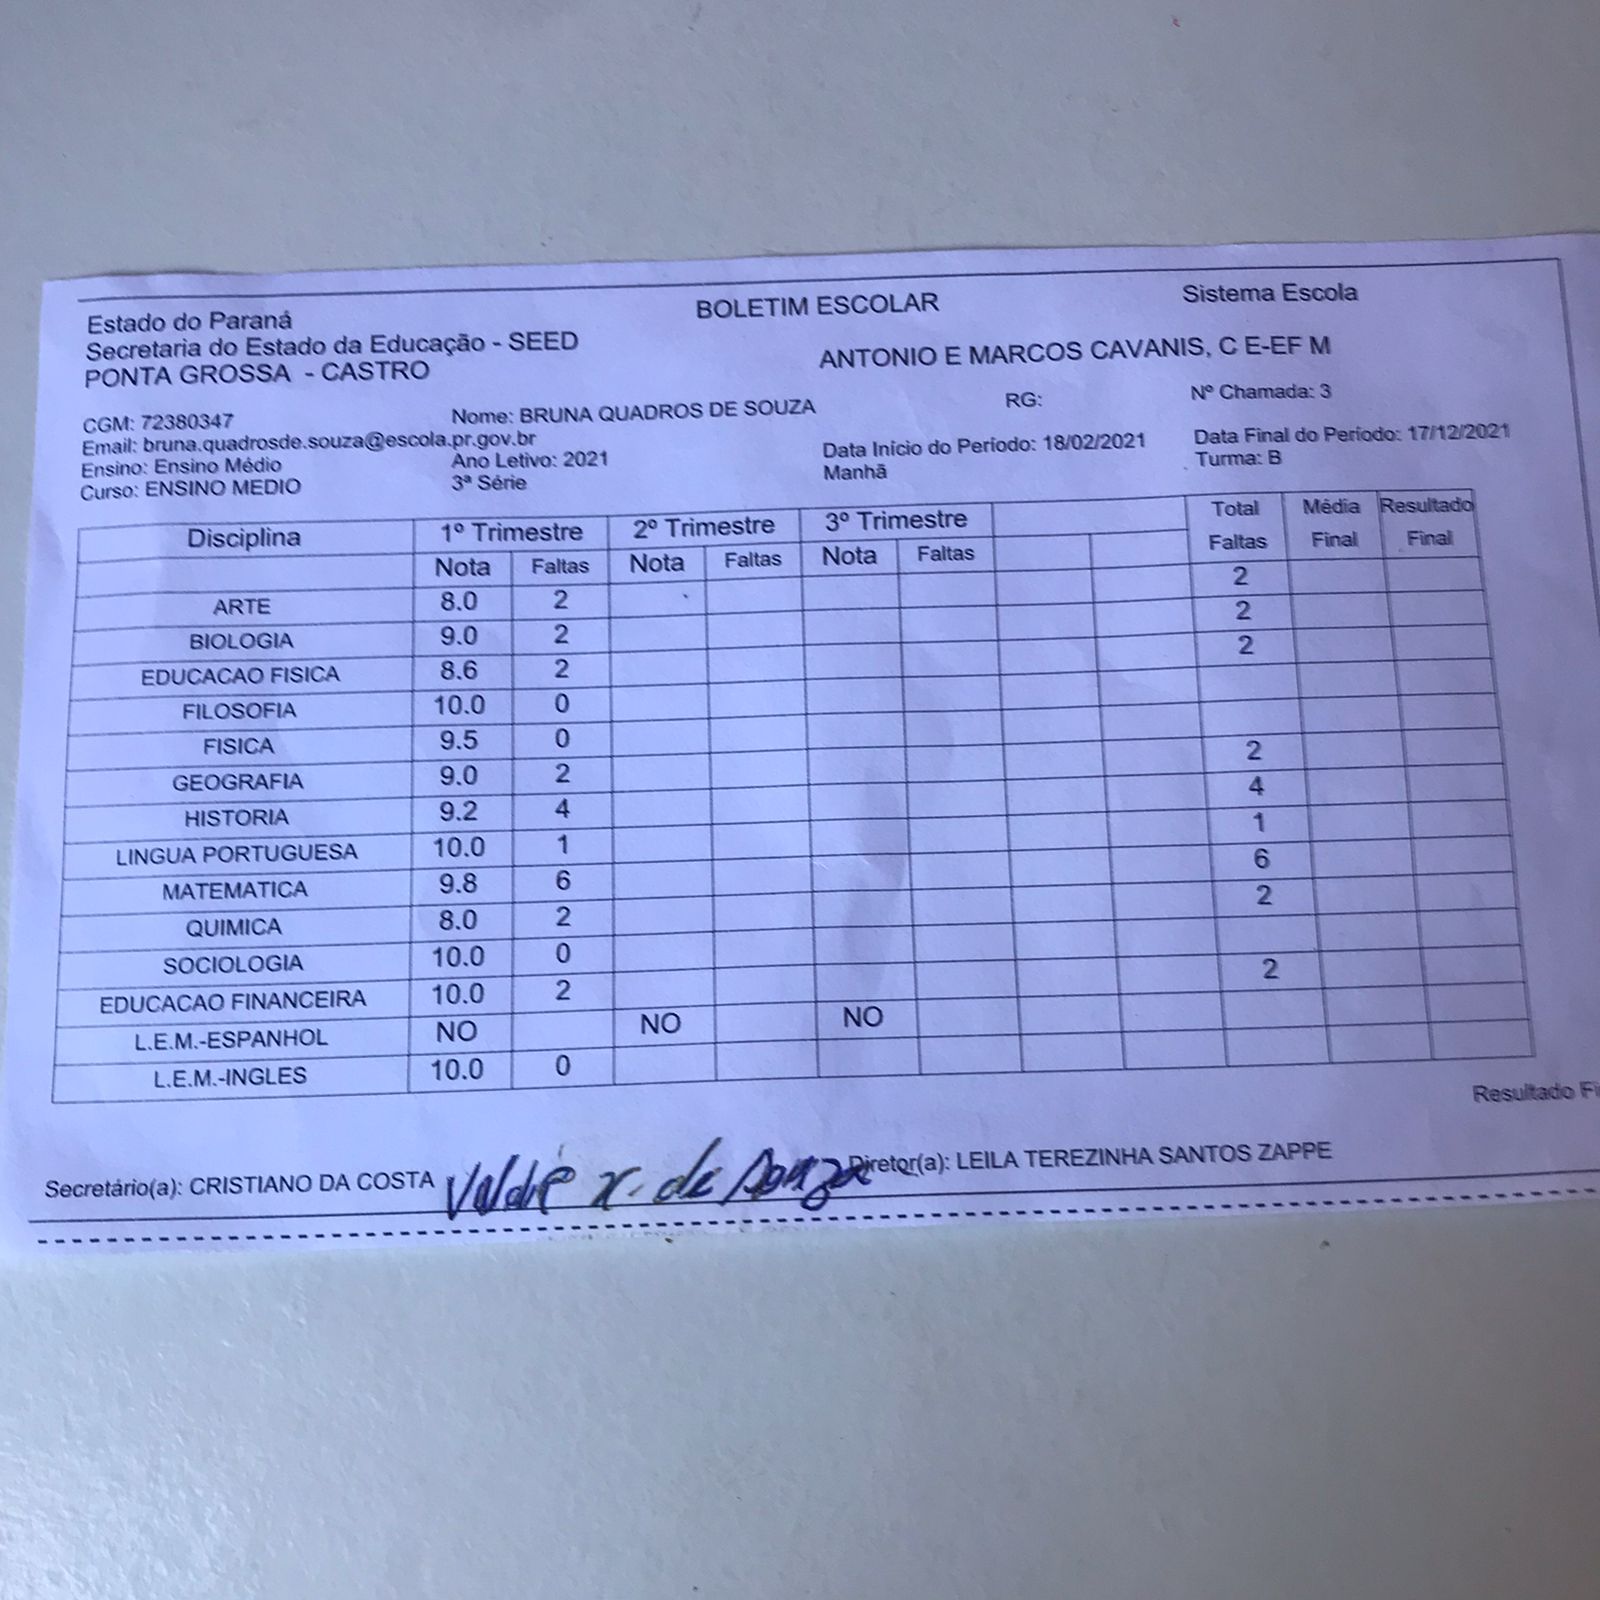 BOLETIM ESCOLAR
Sistema Escola
Estado do Paraná
Secretaria do Estado da Educação - SEED
PONTA GROSSA - CASTRO
ANTONIO E MARCOS CAVANIS, C E-EF M
CGM: 72380347 Nome: BRUNA QUADROS DE SOUZA RG: Nº Chamada: 3
Email: bruna.quadrosde.souza@escola.pr.gov.br
Ensino: Ensino Médio Ano Letivo: 2021 Data Início do Período: 18/02/2021 Data Final do Período: 17/12/2021
Curso: ENSINO MEDIO 3ª Série Manhã Turma: B
Disciplina 1º Trimestre 2º Trimestre 3º Trimestre Total Média Resultado
Nota Faltas Nota Faltas Nota Faltas Faltas Final Final
ARTE 8.0 2 2
BIOLOGIA 9.0 2 2
EDUCACAO FISICA 8.6 2 2
FILOSOFIA 10.0 0
FISICA 9.5 0
GEOGRAFIA 9.0 2 2
HISTORIA 9.2 4 4
LINGUA PORTUGUESA 10.0 1 1
MATEMATICA 9.8 6 6
QUIMICA 8.0 2 2
SOCIOLOGIA 10.0 0
EDUCACAO FINANCEIRA 10.0 2 2
L.E.M.-ESPANHOL NO NO NO
L.E.M.-INGLES 10.0 0
Resultado Fi
Secretário(a): CRISTIANO DA COSTA x. de Souza Diretor(a): LEILA TEREZINHA SANTOS ZAPPE